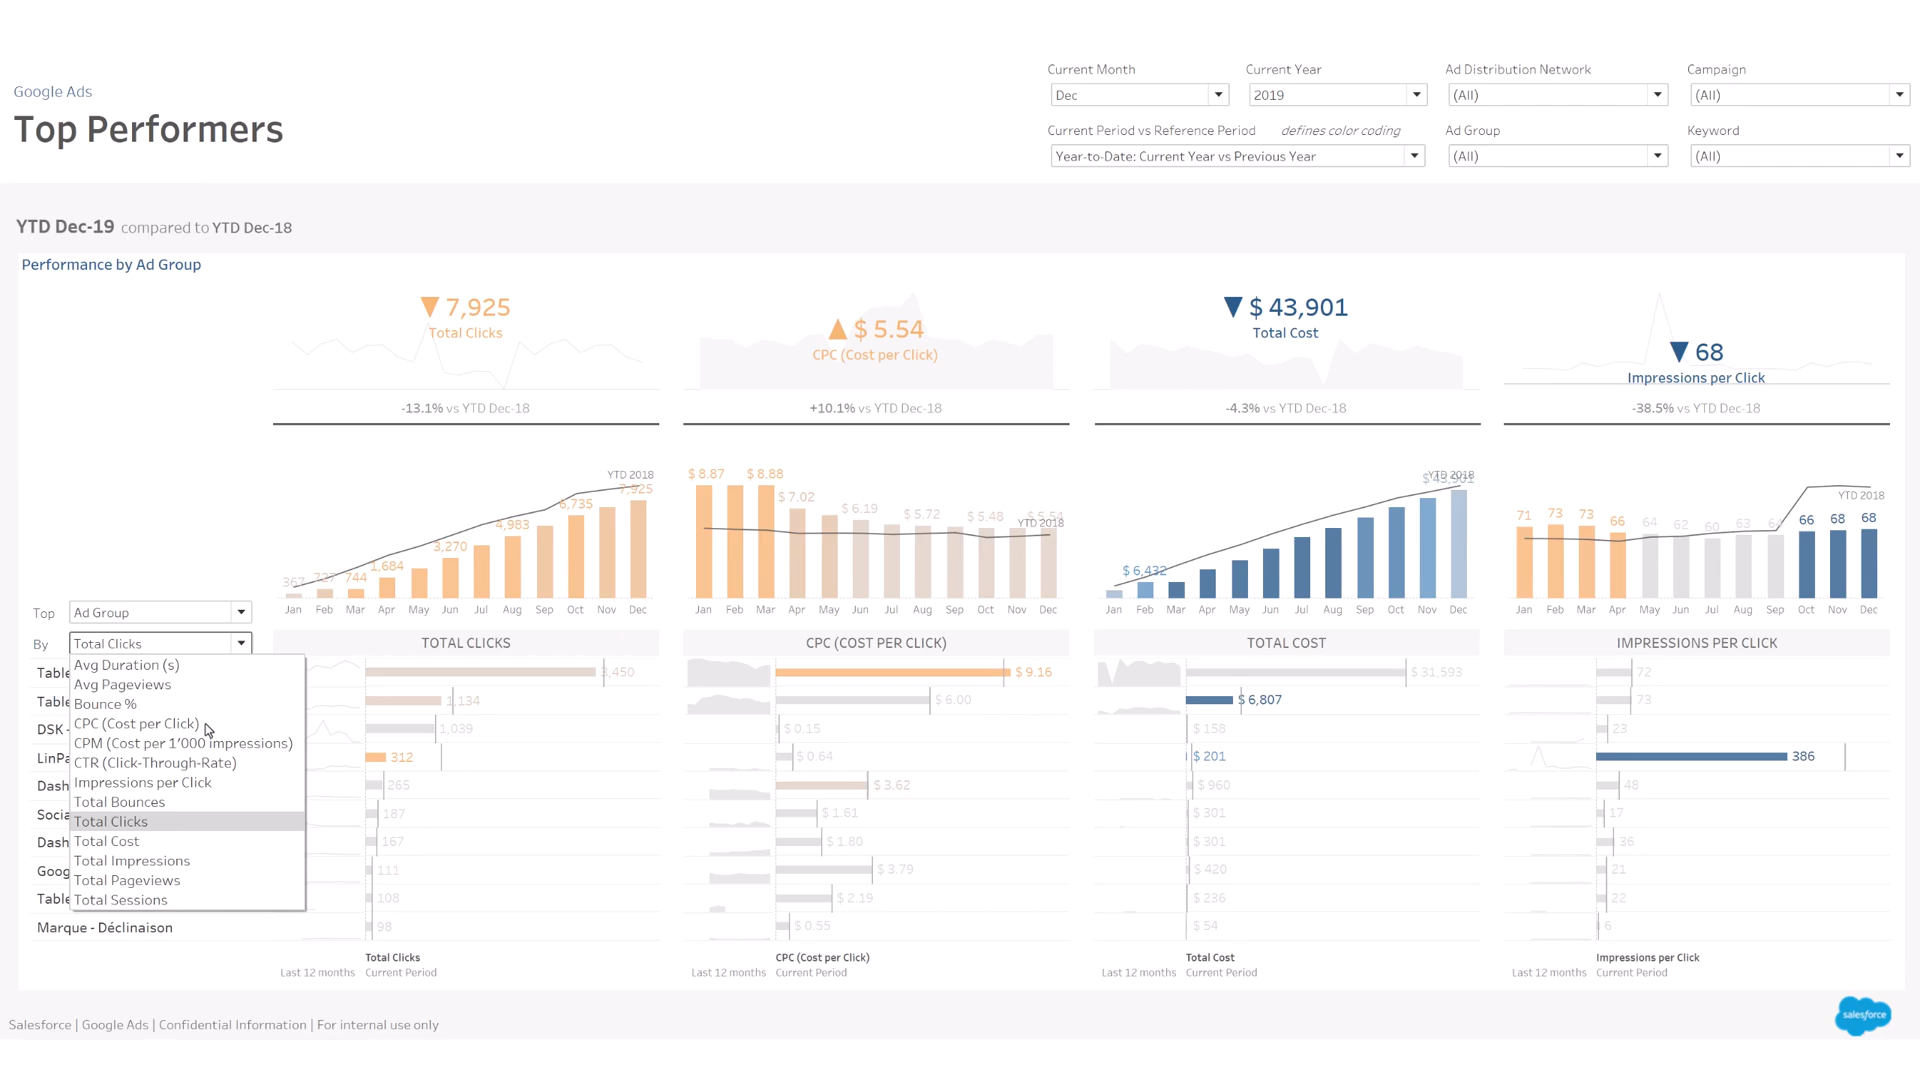 Google Ads
Top Performers
Current Month
Current Year
Ad Distribution Network
Campaign
Dec
2019
(All)
(All)
Current Period vs Reference Period
defines color coding
Ad Group
Keyword
Year-to-Date: Current Year vs Previous Year
(All)
(All)
YTD Dec-19 compared to YTD Dec-18
Performance by Ad Group
7,925
Total Clicks
-13.1% vs YTD Dec-18
$ 5.54
CPC (Cost per Click)
+10.1% vs YTD Dec-18
$ 43,901
Total Cost
-4.3% vs YTD Dec-18
68
Impressions per Click
-38.5% vs YTD Dec-18
YTD 2018
367 727 744 1,684 3,270 4,983 6,735 7,925
Jan Feb Mar Apr May Jun Jul Aug Sep Oct Nov Dec
$ 8.87 $ 8.88 $ 7.02 $ 6.19 $ 5.72 $ 5.48 $ 5.54
YTD 2018
Jan Feb Mar Apr May Jun Jul Aug Sep Oct Nov Dec
YTD 2018
$ 6,432 $ 43,901
Jan Feb Mar Apr May Jun Jul Aug Sep Oct Nov Dec
YTD 2018
71 73 73 66 64 62 60 63 64 66 68 68
Jan Feb Mar Apr May Jun Jul Aug Sep Oct Nov Dec
Top
Ad Group
By
Total Clicks
Avg Duration (s)
Avg Pageviews
Bounce %
CPC (Cost per Click)
CPM (Cost per 1'000 impressions)
CTR (Click-Through-Rate)
Impressions per Click
Total Bounces
Total Clicks
Total Cost
Total Impressions
Total Pageviews
Total Sessions
TOTAL CLICKS
CPC (COST PER CLICK)
TOTAL COST
IMPRESSIONS PER CLICK
Table
3,450
$ 9.16
$ 31,593
72
Table
1,134
$ 6.00
$ 6,807
73
DSK -
1,039
$ 0.15
$ 158
23
LinPa
312
$ 0.64
$ 201
386
Dash
265
$ 3.62
$ 960
48
Socia
187
$ 1.61
$ 301
17
Dash
167
$ 1.80
$ 301
36
Goog
111
$ 3.79
$ 420
21
Table
108
$ 2.19
$ 236
22
Marque - Déclinaison
98
$ 0.55
$ 54
6
Total Clicks
CPC (Cost per Click)
Total Cost
Impressions per Click
Last 12 months Current Period
Last 12 months Current Period
Last 12 months Current Period
Last 12 months Current Period
Salesforce | Google Ads | Confidential Information | For internal use only
salesforce